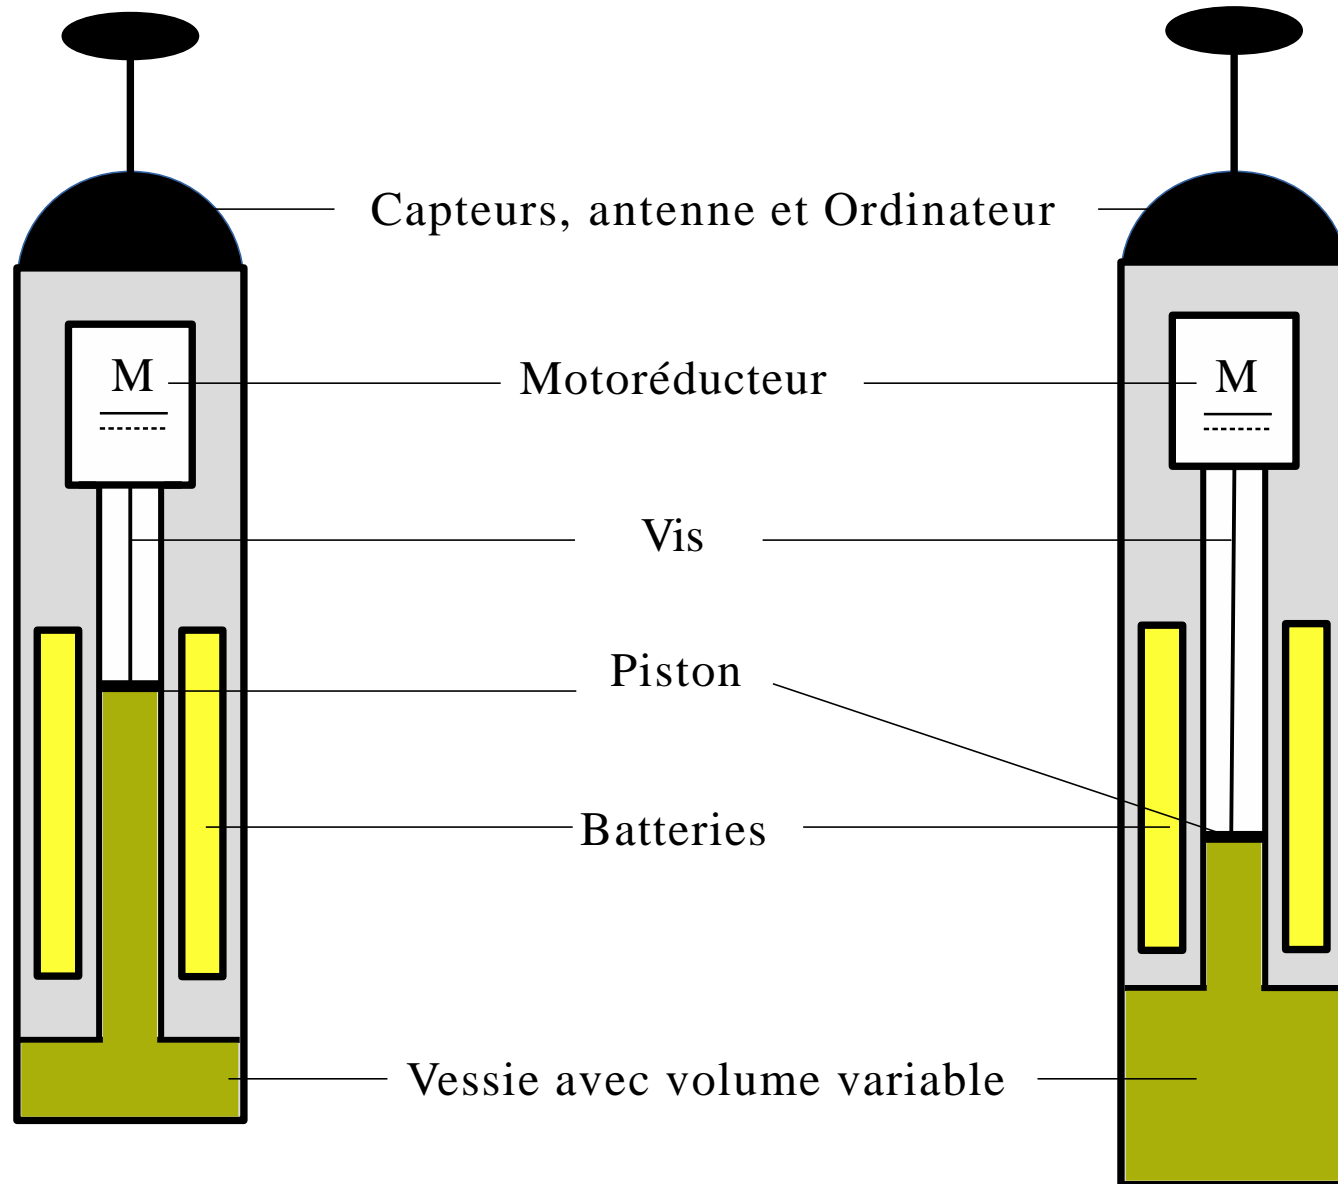 Capteurs, antenne et Ordinateur
M
Motoréducteur
M
Vis
Piston
Batteries
Vessie avec volume variable